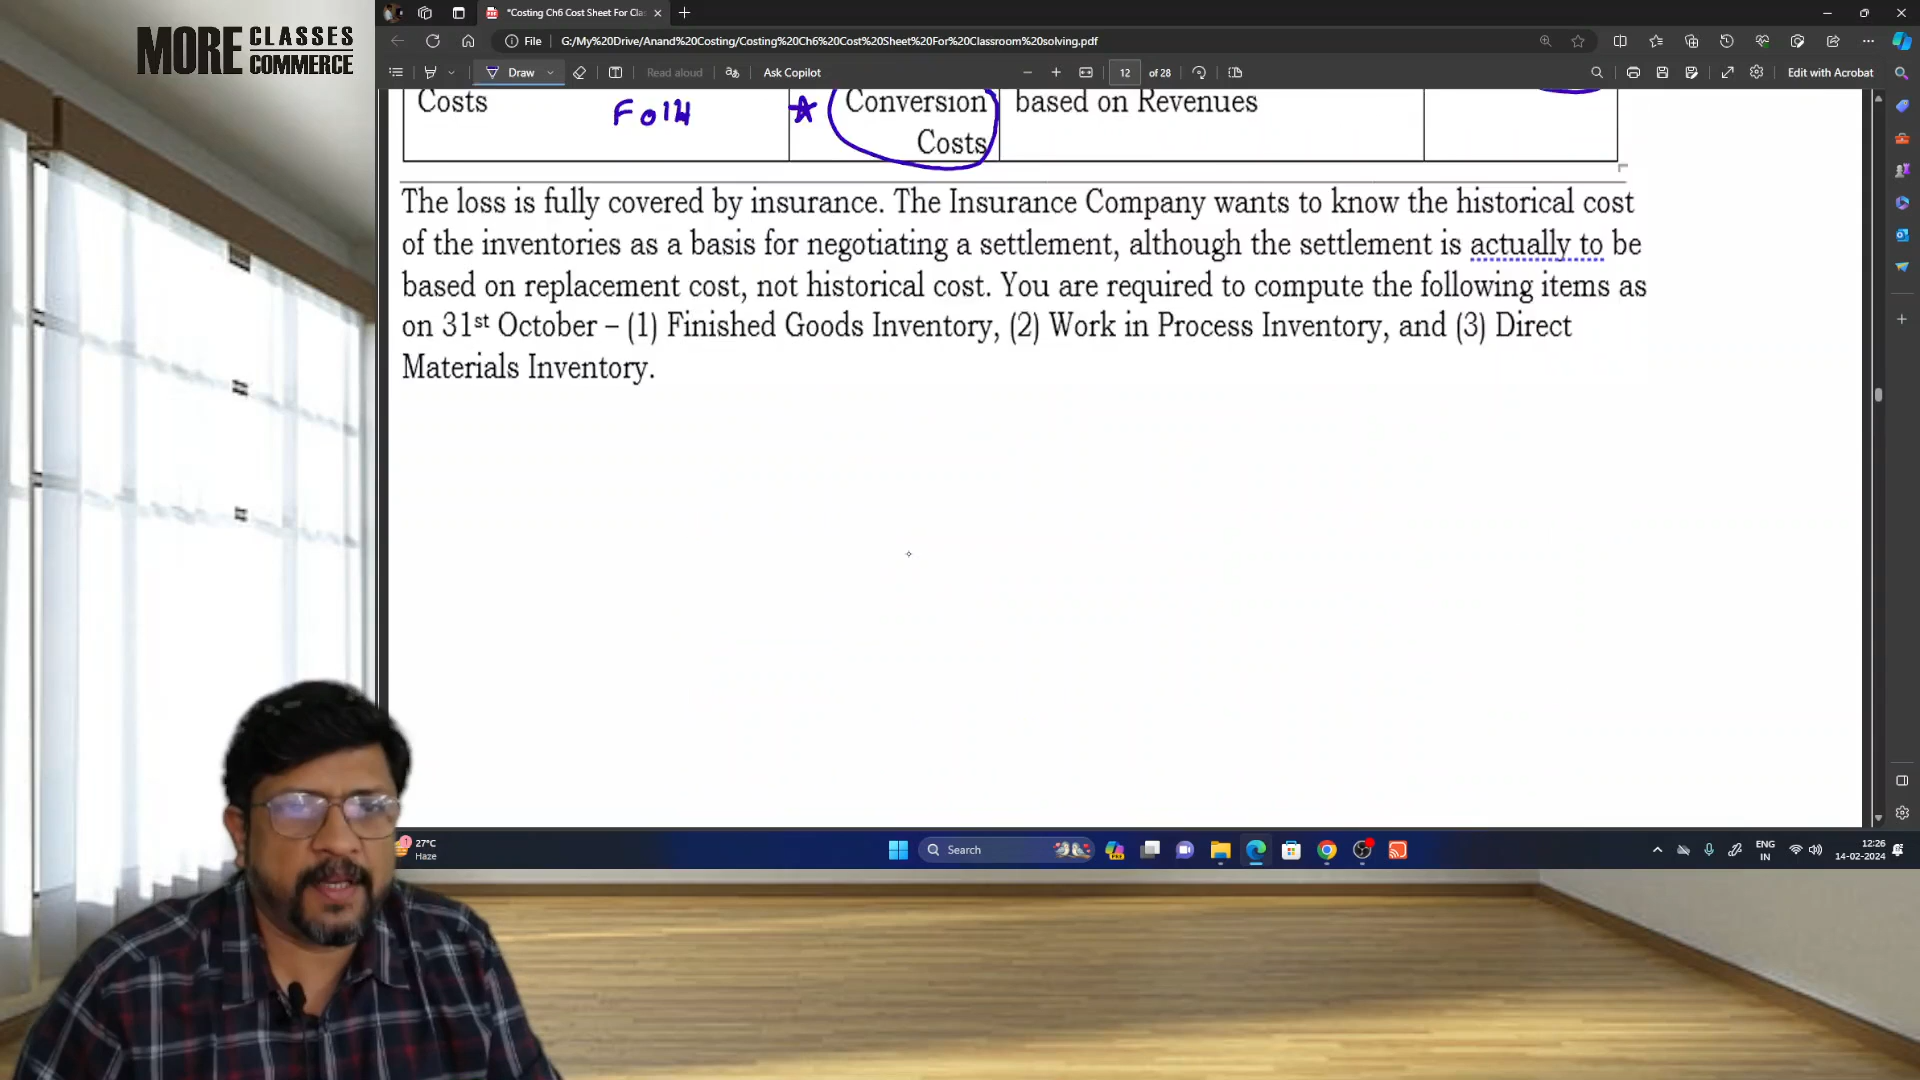 MORE CLASSES COMMERCE
*Costing Ch6 Cost Sheet For Cla
File G:/My%20Drive/Anand%20Costing/Costing%20Ch6%20Cost%20Sheet%20For%20Classroom%20solving.pdf
Draw Read aloud Ask Copilot 12 of 28 Edit with Acrobat
Costs FOH Conversion based on Revenues
Costs
The loss is fully covered by insurance. The Insurance Company wants to know the historical cost
of the inventories as a basis for negotiating a settlement, although the settlement is actually to be
based on replacement cost, not historical cost. You are required to compute the following items as
on 31st October – (1) Finished Goods Inventory, (2) Work in Process Inventory, and (3) Direct
Materials Inventory.
27°C
Haze
Search
ENG
IN
12:26
14-02-2024